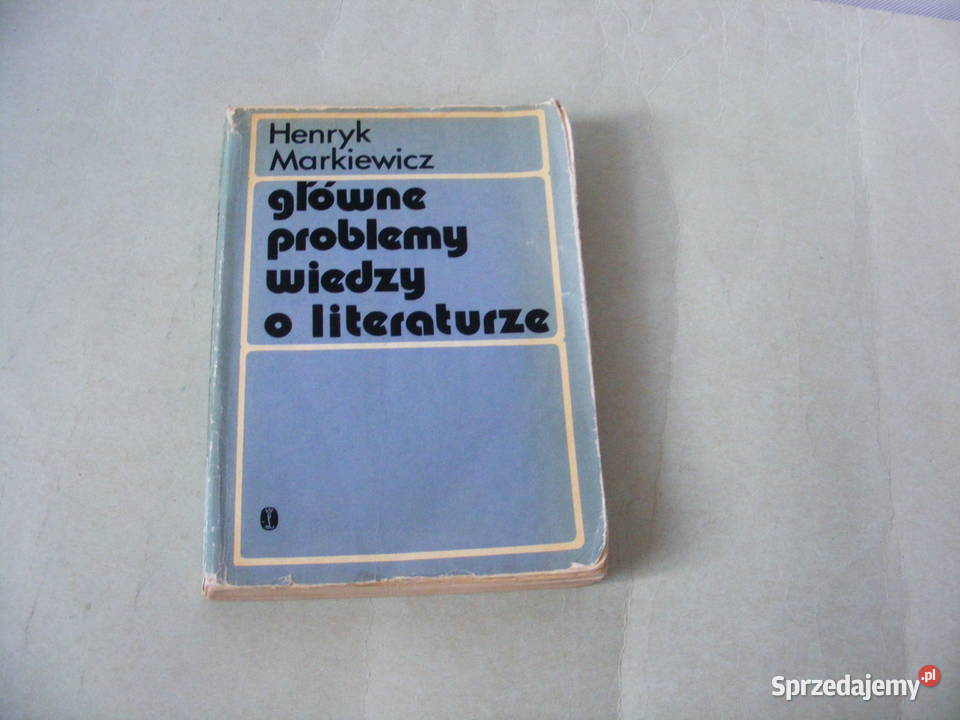 Henryk
Markiewicz
główne
problemy
wiedzy
o literaturze
Sprzedajemy.pl